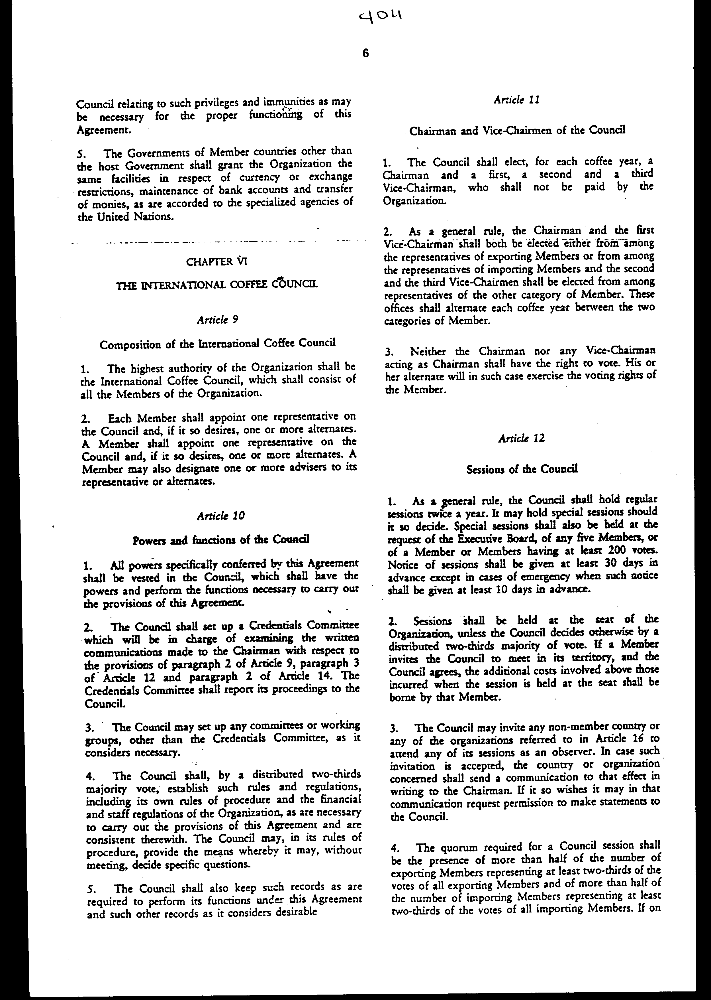 404
6
Council relating to such privileges and immunities as may
be necessary for the proper functioning of this
Agreement.
5. The Governments of Member countries other than
the host Government shall grant the Organization the
same facilities in respect of currency or exchange
restrictions, maintenance of bank accounts and transfer
of monies, as are accorded to the specialized agencies of
the United Nations.
CHAPTER VI
THE INTERNATIONAL COFFEE COUNCIL
Article 9
Composition of the International Coffee Council
1. The highest authority of the Organization shall be
the International Coffee Council, which shall consist of
all the Members of the Organization.
2. Each Member shall appoint one representative on
the Council and, if it so desires, one or more alternates.
A Member shall appoint one representative on the
Council and, if it so desires, one or more alternates. A
Member may also designate one or more advisers to its
representative or alternates.
Article 10
Powers and functions of the Council
1. All powers specifically conferred by this Agreement
shall be vested in the Council, which shall have the
powers and perform the functions necessary to carry out
the provisions of this Agreement.
2. The Council shall set up a Credentials Committee
which will be in charge of examining the written
communications made to the Chairman with respect to
the provisions of paragraph 2 of Article 9, paragraph 3
of Article 12 and paragraph 2 of Article 14. The
Credentials Committee shall report its proceedings to the
Council.
3. The Council may set up any committees or working
groups, other than the Credentials Committee, as it
considers necessary.
4. The Council shall, by a distributed two-thirds
majority vote, establish such rules and regulations,
including its own rules of procedure and the financial
and staff regulations of the Organization, as are necessary
to carry out the provisions of this Agreement and are
consistent therewith. The Council may, in its rules of
procedure, provide the means whereby it may, without
meeting, decide specific questions.
5. The Council shall also keep such records as are
required to perform its functions under this Agreement
and such other records as it considers desirable
Article 11
Chairman and Vice-Chairmen of the Council
1. The Council shall elect, for each coffee year, a
Chairman and a first, a second and a third
Vice-Chairman, who shall not be paid by the
Organization.
2. As a general rule, the Chairman and the first
Vice-Chairman shall both be elected either from among
the representatives of exporting Members or from among
the representatives of importing Members and the second
and the third Vice-Chairmen shall be elected from among
representatives of the other category of Member. These
offices shall alternate each coffee year between the two
categories of Member.
3. Neither the Chairman nor any Vice-Chairman
acting as Chairman shall have the right to vote. His or
her alternate will in such case exercise the voting rights of
the Member.
Article 12
Sessions of the Council
1. As a general rule, the Council shall hold regular
sessions twice a year. It may hold special sessions should
it so decide. Special sessions shall also be held at the
request of the Executive Board, of any five Members, or
of a Member or Members having at least 200 votes.
Notice of sessions shall be given at least 30 days in
advance except in cases of emergency when such notice
shall be given at least 10 days in advance.
2. Sessions shall be held at the seat of the
Organization, unless the Council decides otherwise by a
distributed two-thirds majority of vote. If a Member
invites the Council to meet in its territory, and the
Council agrees, the additional costs involved above those
incurred when the session is held at the seat shall be
borne by that Member.
3. The Council may invite any non-member country or
any of the organizations referred to in Article 16 to
attend any of its sessions as an observer. In case such
invitation is accepted, the country or organization
concerned shall send a communication to that effect in
writing to the Chairman. If it so wishes it may in that
communication request permission to make statements to
the Council.
4. The quorum required for a Council session shall
be the presence of more than half of the number of
exporting Members representing at least two-thirds of the
votes of all exporting Members and of more than half of
the number of importing Members representing at least
two-thirds of the votes of all importing Members. If on